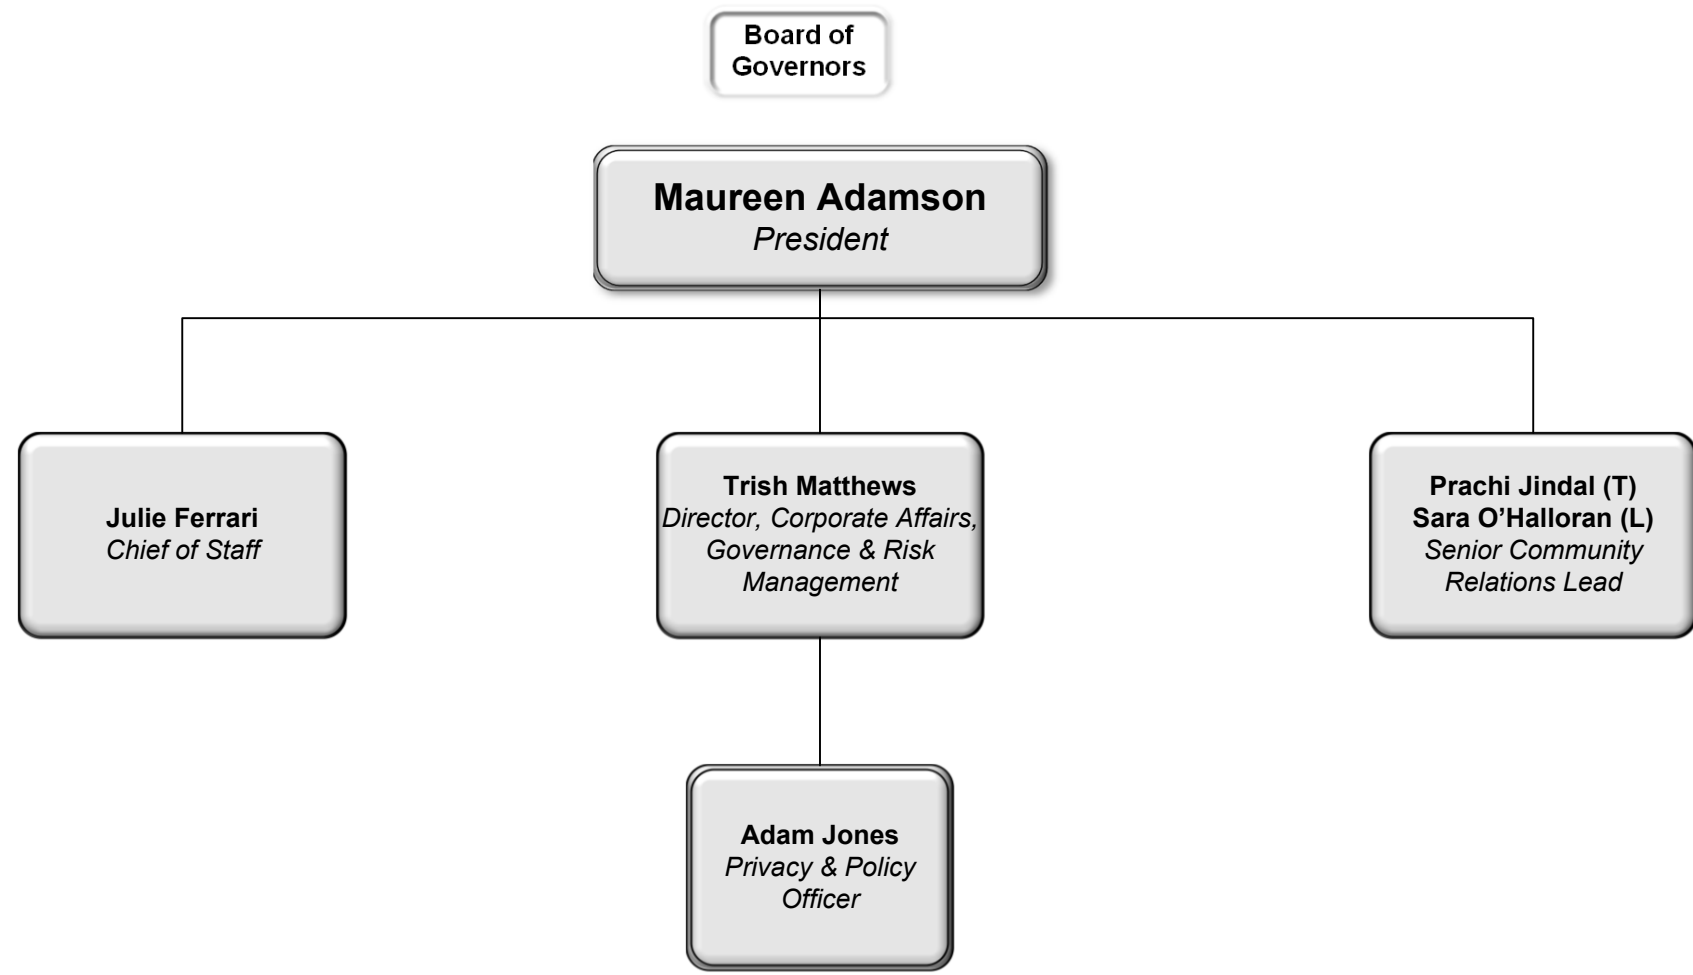 Board of
Governors
Maureen Adamson
President
Julie Ferrari
Chief of Staff
Trish Matthews
Director, Corporate Affairs,
Governance & Risk
Management
Prachi Jindal (T)
Sara O’Halloran (L)
Senior Community
Relations Lead
Adam Jones
Privacy & Policy
Officer